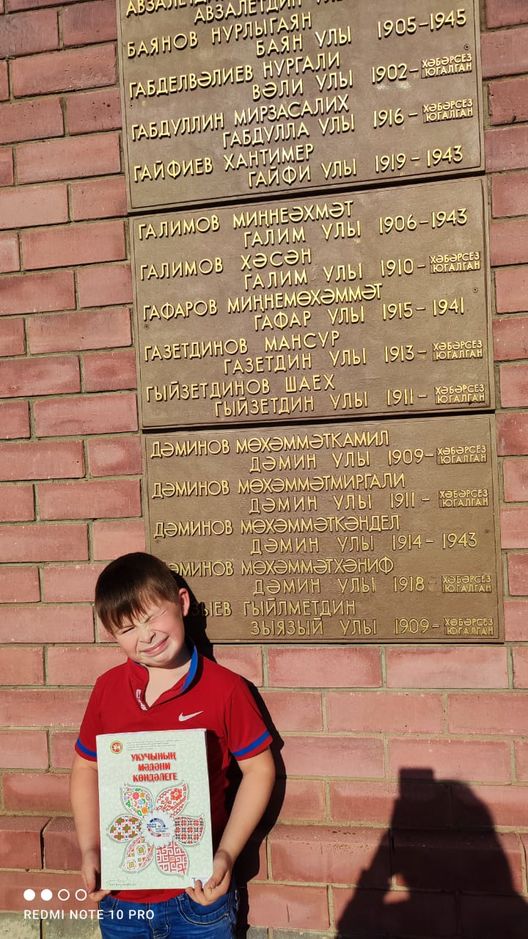 АВЗАЛЕТДИН УЛЫ
БАЯНОВ НУРЛЫГАЯН
БАЯН УЛЫ 1905-1945
ГАБДЕЛВӘЛИЕВ НУРГАЛИ
ВӘЛИ УЛЫ 1902- ХӘБӘРСЕЗ ЮГАЛГАН
ГАБДУЛЛИН МИРЗАСАЛИХ
ГАБДУЛЛА УЛЫ 1916- ХӘБӘРСЕЗ ЮГАЛГАН
ГАЙФИЕВ ХАНТИМЕР
ГАЙФИ УЛЫ 1919-1943
ГАЛИМОВ МИҢНЕӘХМӘТ
ГАЛИМ УЛЫ 1906-1943
ГАЛИМОВ ХӘСӘН
ГАЛИМ УЛЫ 1910- ХӘБӘРСЕЗ ЮГАЛГАН
ГАФАРОВ МИҢНЕМӨХӘММӘТ
ГАФАР УЛЫ 1915-1941
ГАЗЕТДИНОВ МАНСУР
ГАЗЕТДИН УЛЫ 1913- ХӘБӘРСЕЗ ЮГАЛГАН
ГЫЙЗЕТДИНОВ ШАЕХ
ГЫЙЗЕТДИН УЛЫ 1911- ХӘБӘРСЕЗ ЮГАЛГАН
ДӘМИНОВ МӨХӘММӘТКАМИЛ
ДӘМИН УЛЫ 1909- ХӘБӘРСЕЗ ЮГАЛГАН
ДӘМИНОВ МӨХӘММӘТМИРГАЛИ
ДӘМИН УЛЫ 1911- ХӘБӘРСЕЗ ЮГАЛГАН
ДӘМИНОВ МӨХӘММӘТКӘНДЕЛ
ДӘМИН УЛЫ 1914-1943
ӘМИНОВ МӨХӘММӘТХӘНИФ
ДӘМИН УЛЫ 1918 ХӘБӘРСЕЗ ЮГАЛГАН
ЗЫЕВ ГЫЙЛМЕТДИН
ЗЫЯЗЫЙ УЛЫ 1909- ХӘБӘРСЕЗ ЮГАЛГАН
УКУЧЫНЫҢ
МӘДӘНИ
КӨНДӘЛЕГЕ
REDMI NOTE 10 PRO